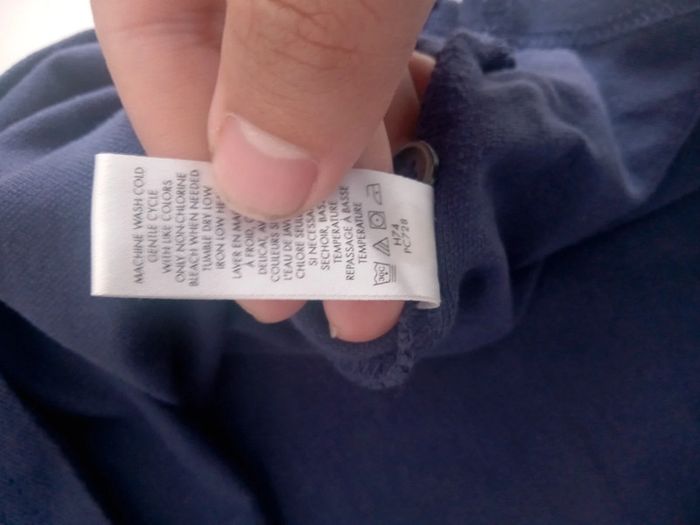 MACHINE WASH COLD
GENTLE CYCLE
WITH LIKE COLORS
ONLY NON-CHLORINE
BLEACH WHEN NEEDED
TUMBLE DRY LOW
IRON LOW
LAVER EN
À FROID,
DELICAT,
COULEURS
L'EAU DE
CHLORE
SI
SECHOIR,
TEMPERATURE
REPASSAGE À BASSE
TEMPERATURE
H74
PC728